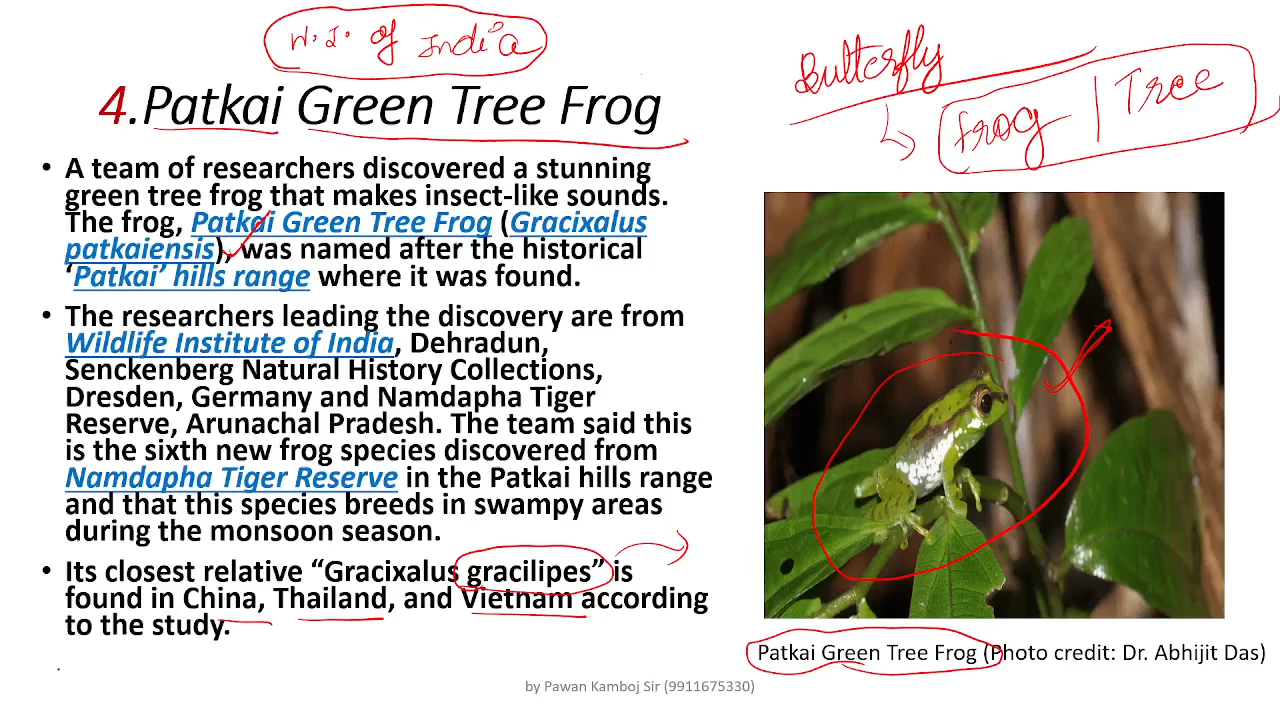 W.I. of India
4.Patkai Green Tree Frog
Butterfly
Frog | Tree
• A team of researchers discovered a stunning
green tree frog that makes insect-like sounds.
The frog, Patkai Green Tree Frog (Gracixalus
patkaiensis), was named after the historical
‘Patkai’ hills range where it was found.
• The researchers leading the discovery are from
Wildlife Institute of India, Dehradun,
Senckenberg Natural History Collections,
Dresden, Germany and Namdapha Tiger
Reserve, Arunachal Pradesh. The team said this
is the sixth new frog species discovered from
Namdapha Tiger Reserve in the Patkai hills range
and that this species breeds in swampy areas
during the monsoon season.
• Its closest relative “Gracixalus gracilipes” is
found in China, Thailand, and Vietnam according
to the study.
Patkai Green Tree Frog (Photo credit: Dr. Abhijit Das)
by Pawan Kamboj Sir (9911675330)